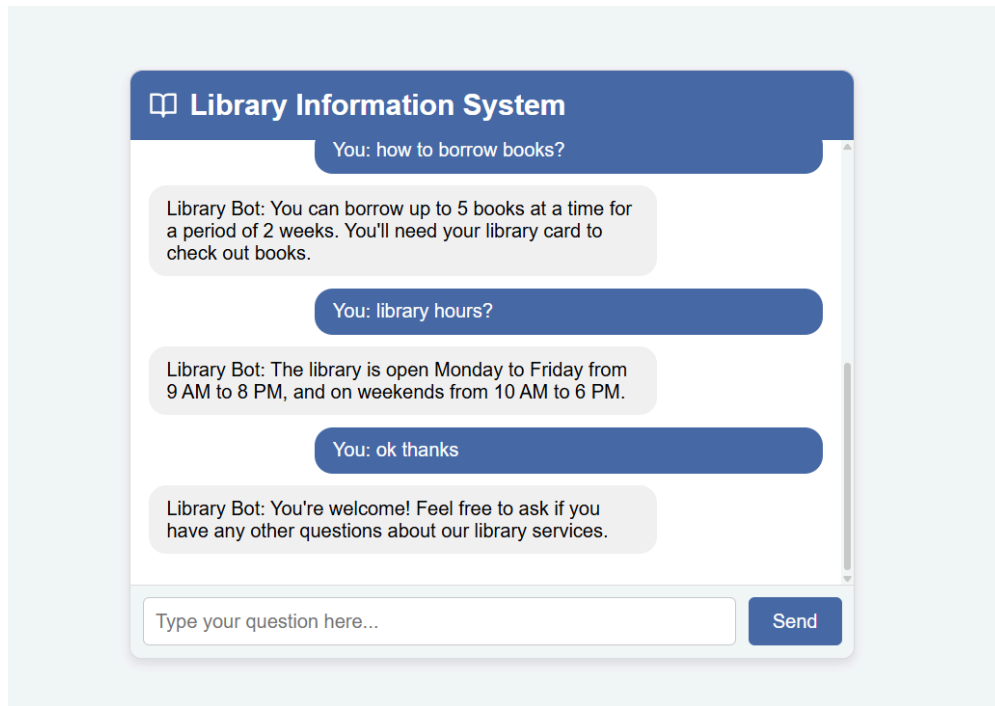 Library Information System
You: how to borrow books?
Library Bot: You can borrow up to 5 books at a time for
a period of 2 weeks. You'll need your library card to
check out books.
You: library hours?
Library Bot: The library is open Monday to Friday from
9 AM to 8 PM, and on weekends from 10 AM to 6 PM.
You: ok thanks
Library Bot: You're welcome! Feel free to ask if you
have any other questions about our library services.
Type your question here...
Send